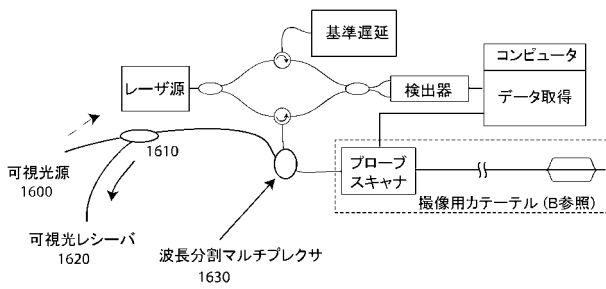 基準遅延
コンピュータ
レーザ源
検出器
データ取得
1610
可視光源
1600
プローブ
スキャナ
撮像用カテーテル (B参照)
可視光レシーバ
1620
波長分割マルチプレクサ
1630